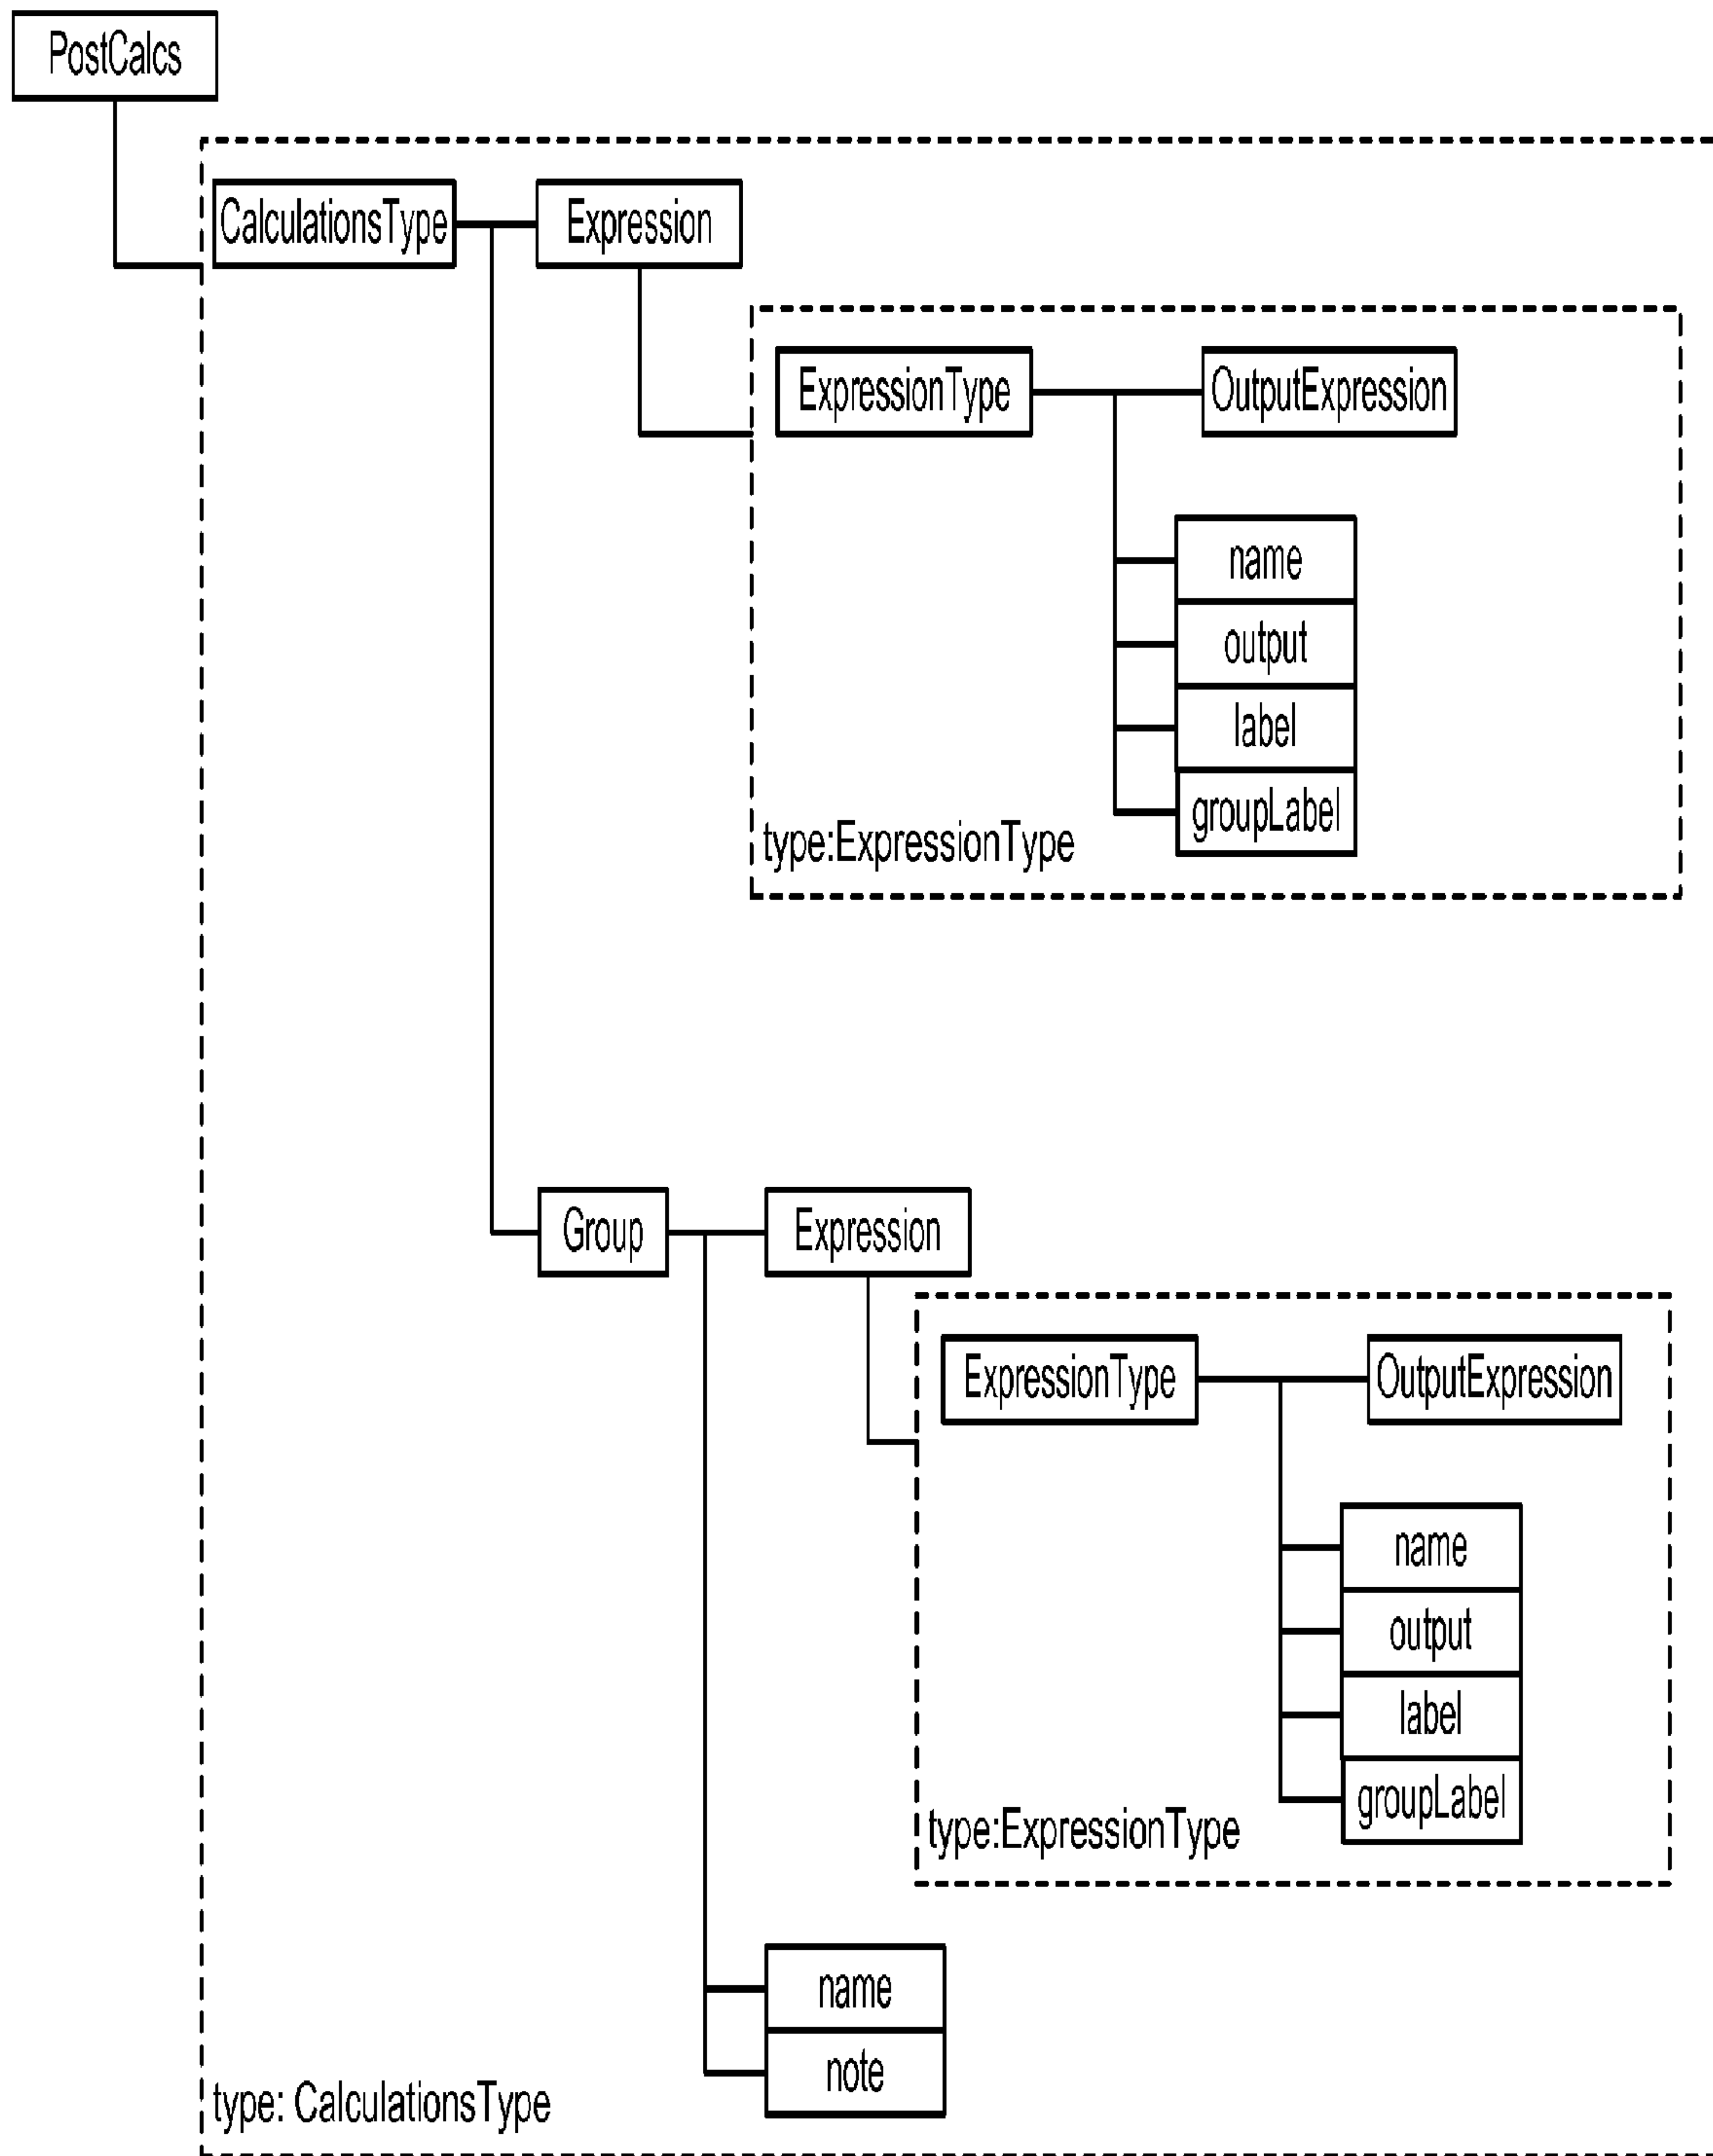 PostCalcs
CalculationsType
Expression
ExpressionType
OutputExpression
name
output
label
groupLabel
type:ExpressionType
Group
Expression
ExpressionType
OutputExpression
name
output
label
groupLabel
type:ExpressionType
name
note
type: CalculationsType